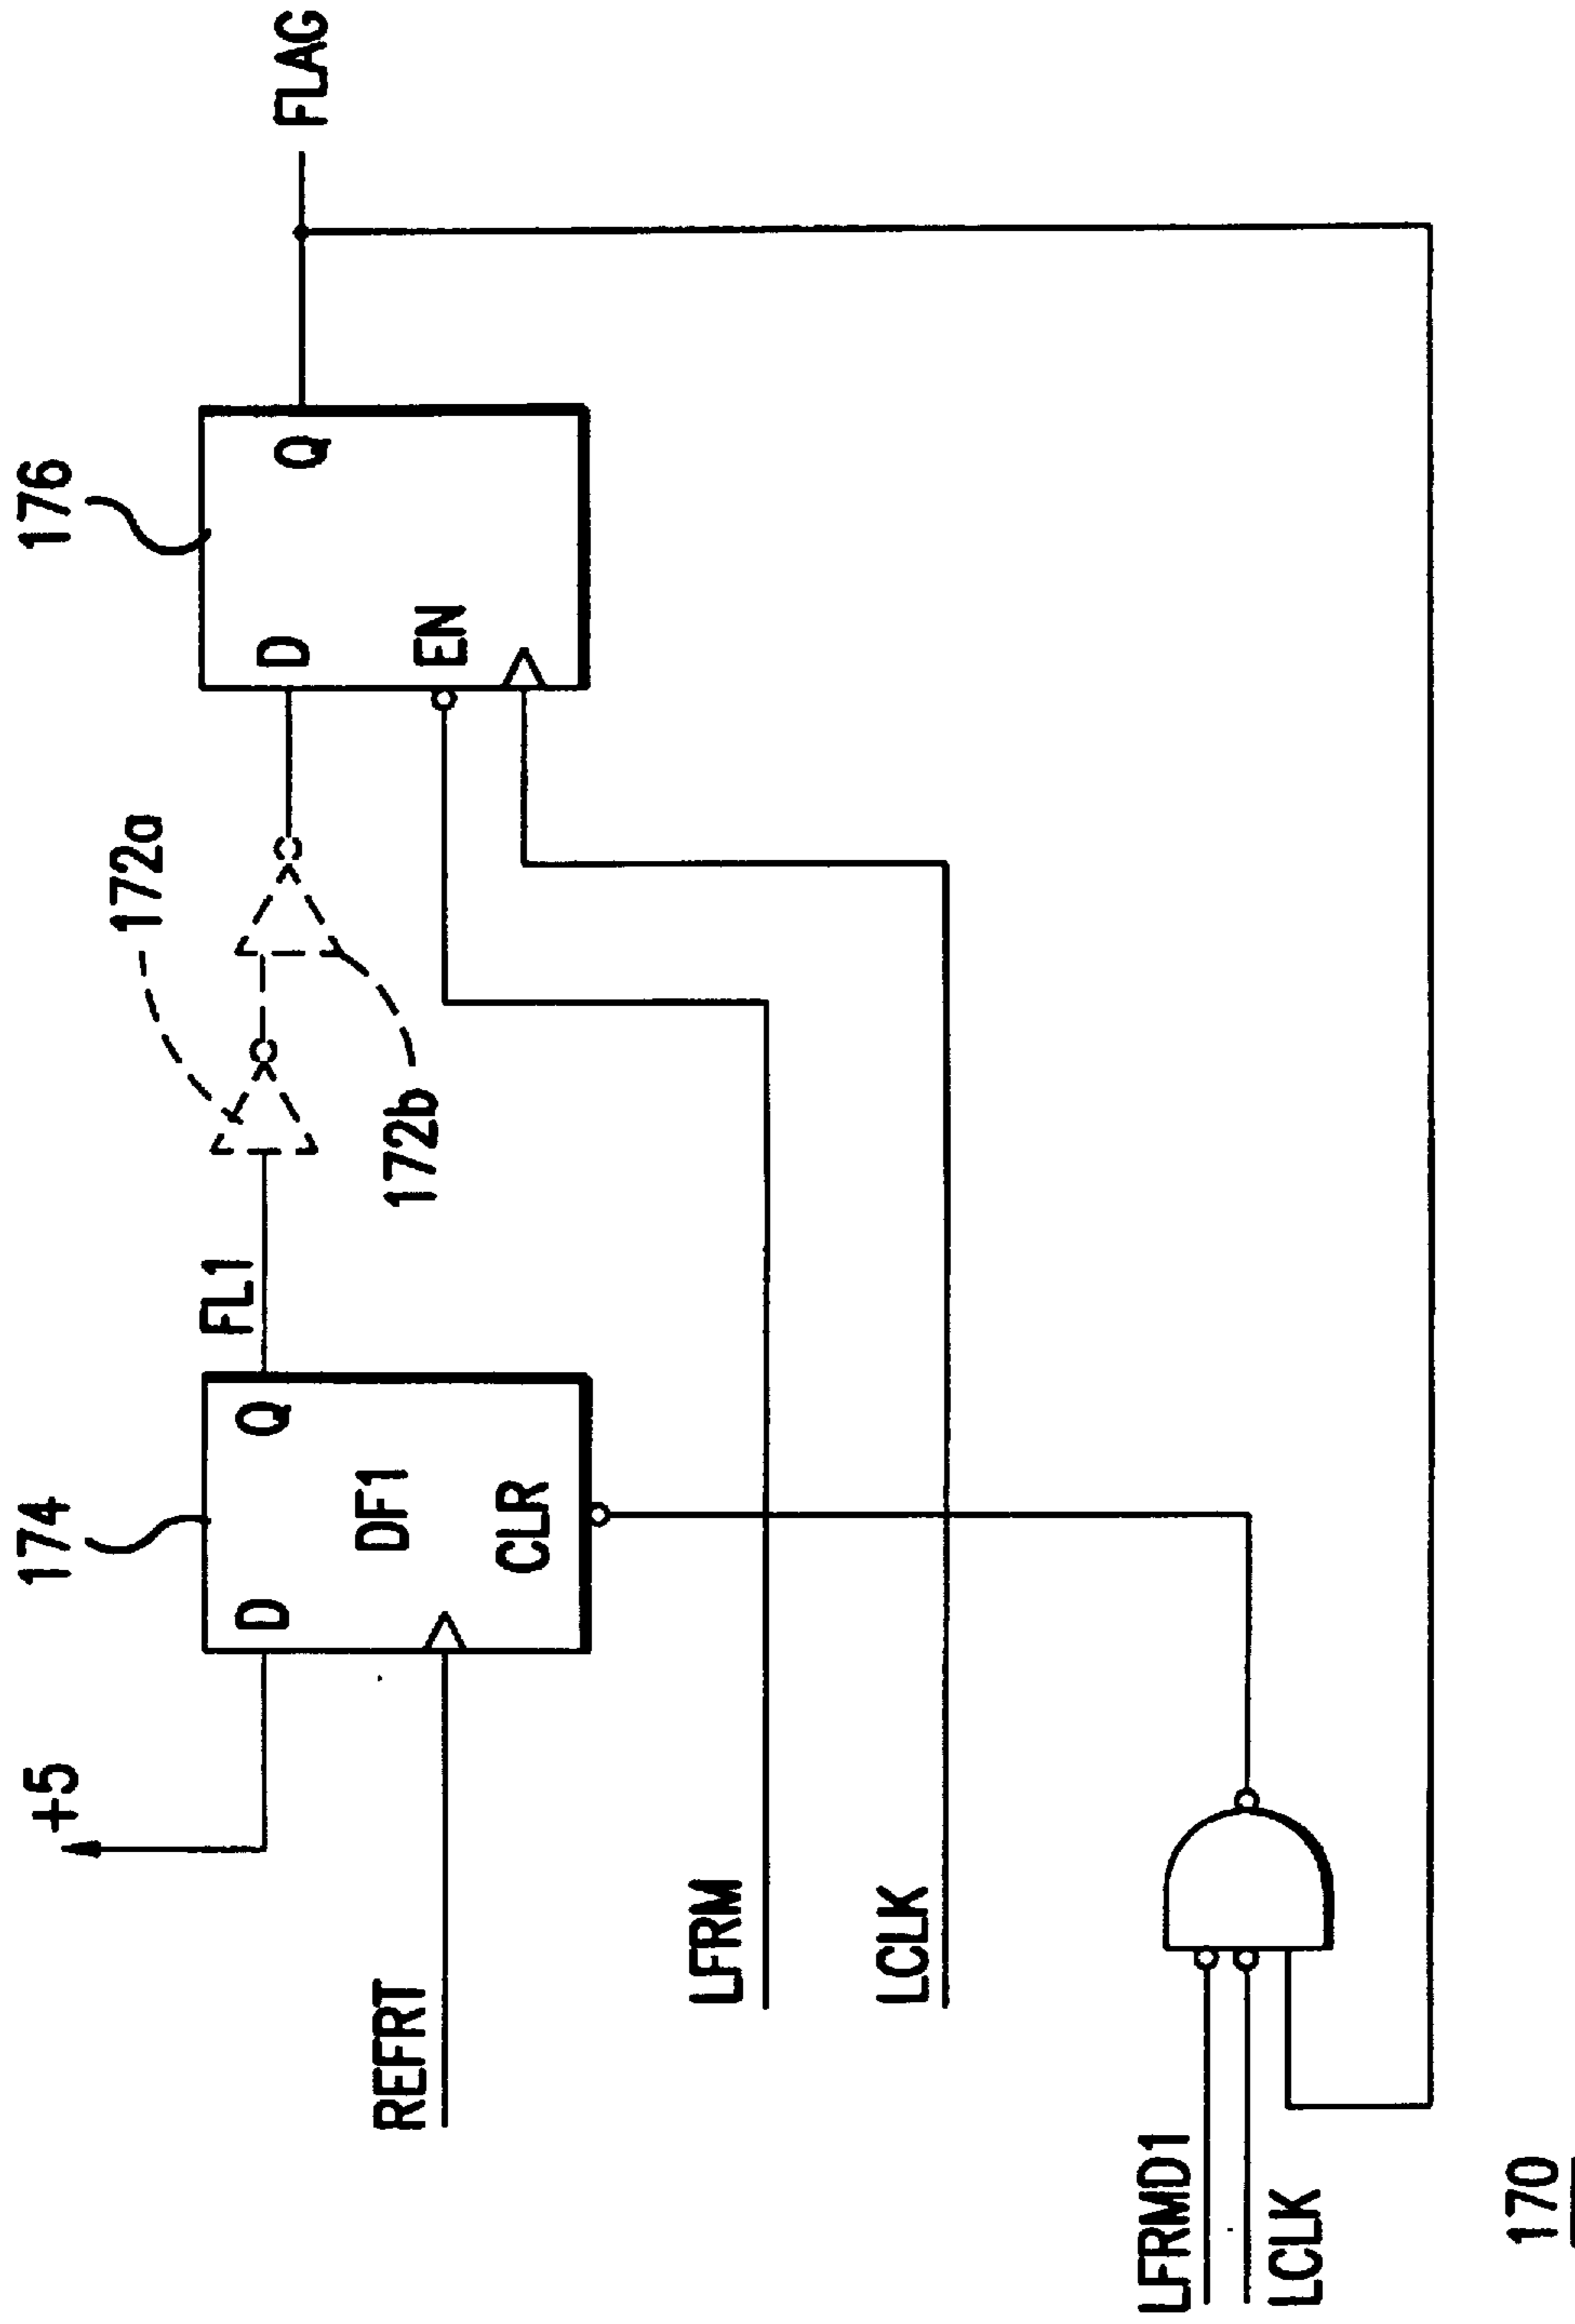 174
176
172a
+5
FL1
D
Q
D
Q
FLAG
DF1
172b
EN
REFRT
CLR
LFRM
LCLK
LFRMD1
LCLK
170